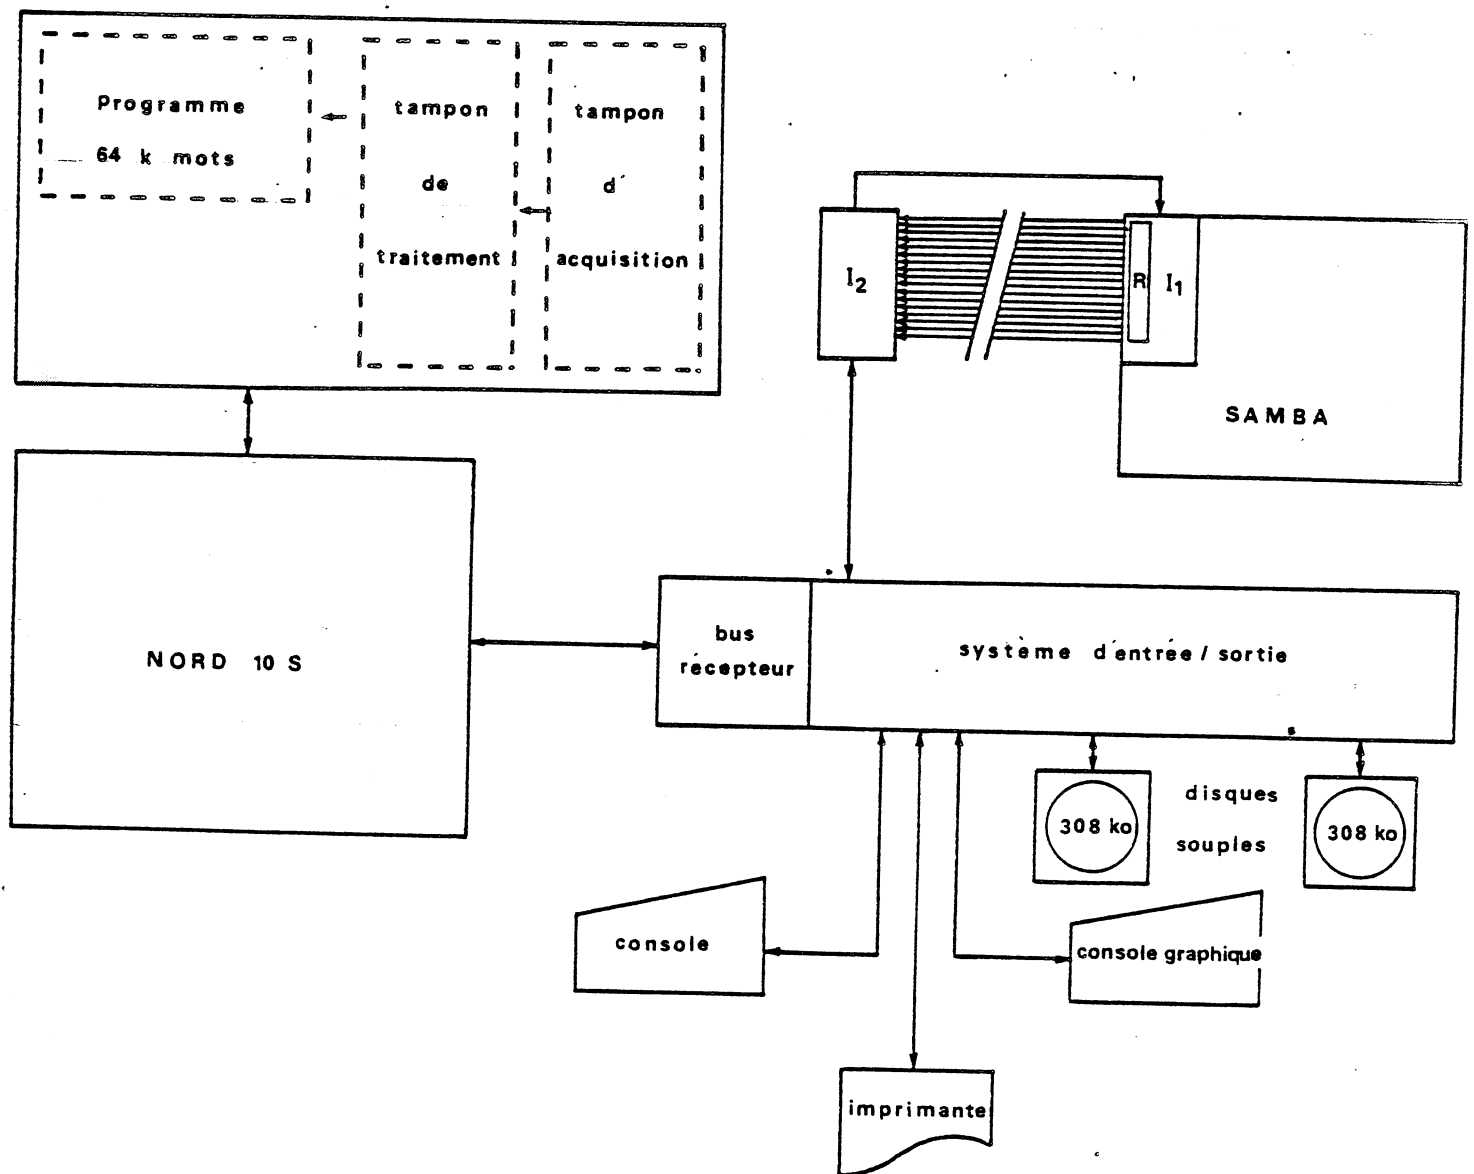 Programme
64 k mots
tampon
de
traitement
tampon
d'
acquisition
I2
R
I1
SAMBA
NORD 10 S
bus
récepteur
système d'entrée / sortie
308 ko
disques
souples
308 ko
console
console graphique
imprimante